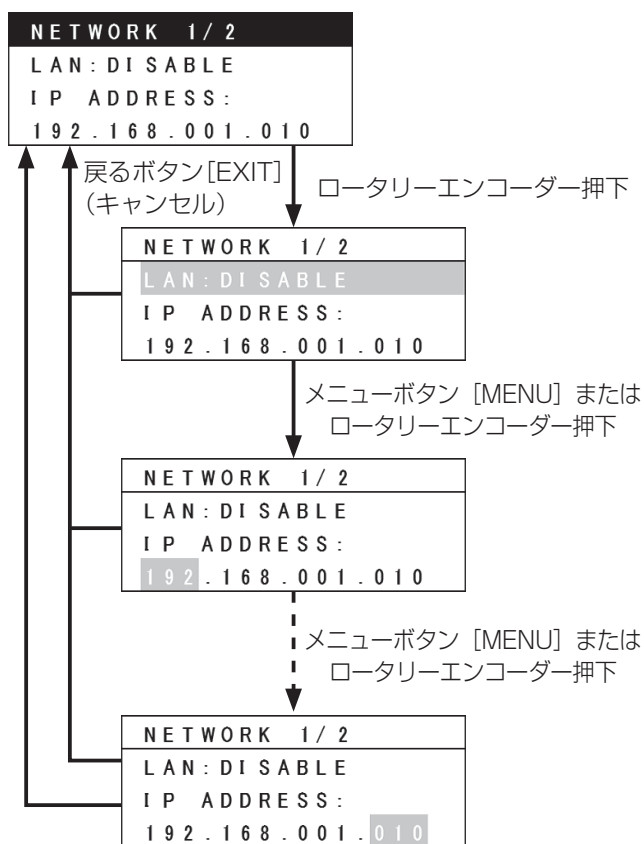 NETWORK 1/2
LAN:DISABLE
IP ADDRESS:
192.168.001.010
戻るボタン[EXIT]
（キャンセル）
ロータリーエンコーダー押下
NETWORK 1/2
LAN:DISABLE
IP ADDRESS:
192.168.001.010
メニューボタン［MENU］または
ロータリーエンコーダー押下
NETWORK 1/2
LAN:DISABLE
IP ADDRESS:
192.168.001.010
メニューボタン［MENU］または
ロータリーエンコーダー押下
NETWORK 1/2
LAN:DISABLE
IP ADDRESS:
192.168.001.010